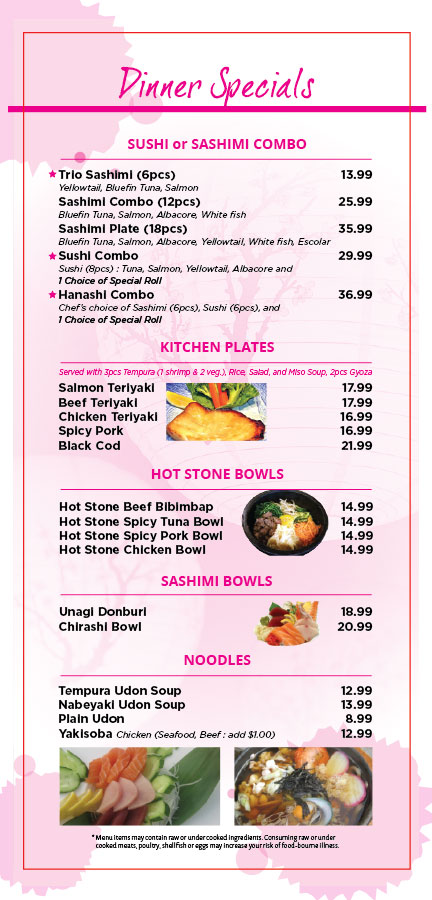 Dinner Specials
SUSHI or SASHIMI COMBO
★ Trio Sashimi (6pcs) 13.99
Yellowtail, Bluefin Tuna, Salmon
Sashimi Combo (12pcs) 25.99
Bluefin Tuna, Salmon, Albacore, White fish
Sashimi Plate (18pcs) 35.99
Bluefin Tuna, Salmon, Albacore, Yellowtail, White fish, Escolar
★ Sushi Combo 29.99
Sushi (8pcs) : Tuna, Salmon, Yellowtail, Albacore and
1 Choice of Special Roll
★ Hanashi Combo 36.99
Chef's choice of Sashimi (6pcs), Sushi (6pcs), and
1 Choice of Special Roll
KITCHEN PLATES
Served with 3pcs Tempura (1 shrimp & 2 veg.), Rice, Salad, and Miso Soup, 2pcs Gyoza
Salmon Teriyaki 17.99
Beef Teriyaki 17.99
Chicken Teriyaki 16.99
Spicy Pork 16.99
Black Cod 21.99
HOT STONE BOWLS
Hot Stone Beef Bibimbap 14.99
Hot Stone Spicy Tuna Bowl 14.99
Hot Stone Spicy Pork Bowl 14.99
Hot Stone Chicken Bowl 14.99
SASHIMI BOWLS
Unagi Donburi 18.99
Chirashi Bowl 20.99
NOODLES
Tempura Udon Soup 12.99
Nabeyaki Udon Soup 13.99
Plain Udon 8.99
Yakisoba Chicken (Seafood, Beef : add $1.00) 12.99
* Menu items may contain raw or under cooked ingredients. Consuming raw or under
cooked meats, poultry, shellfish or eggs may increase your risk of food-bourne illness.